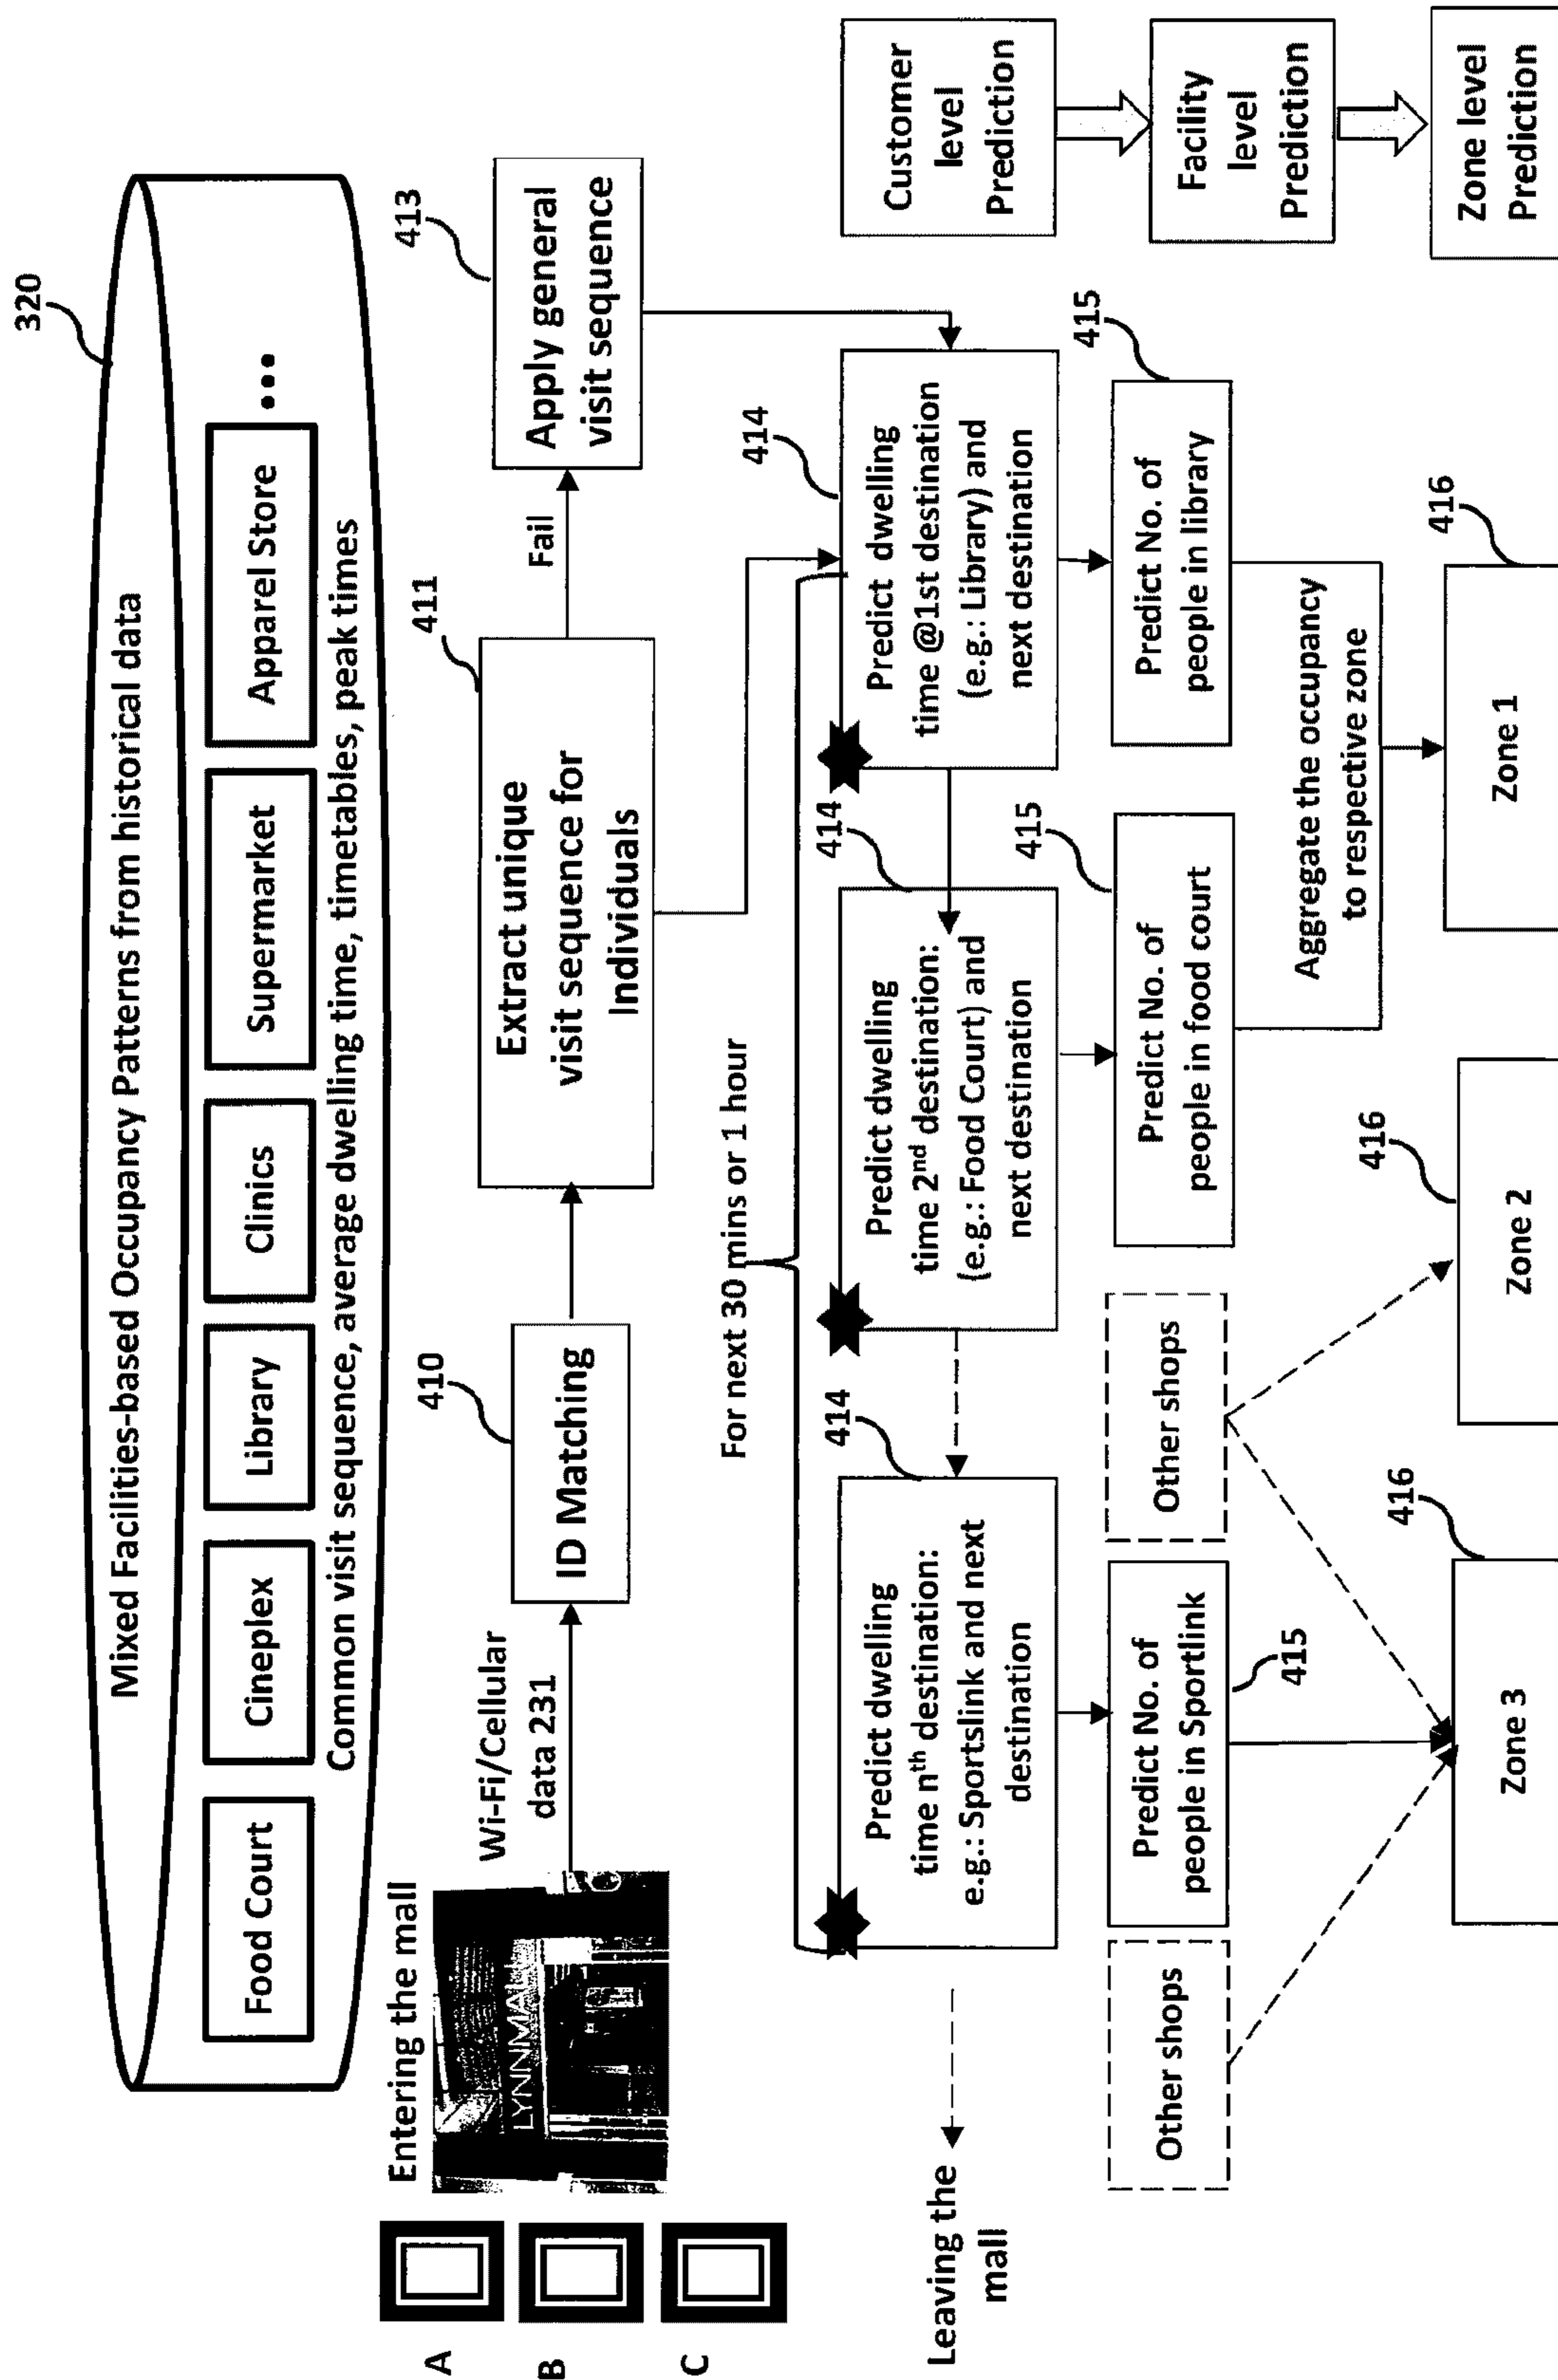 320
Mixed Facilities-based Occupancy Patterns from historical data
Food Court
Cineplex
Library
Clinics
Supermarket
Apparel Store
...
Common visit sequence, average dwelling time, timetables, peak times
A
B
C
Entering the mall
LYNNMALL
Wi-Fi/Cellular
data 231
410
ID Matching
411
Extract unique
visit sequence for
Individuals
Fail
413
Apply general
visit sequence
For next 30 mins or 1 hour
Leaving the
mall
414
Predict dwelling
time nth destination:
e.g.: Sportslink and next
destination
414
Predict dwelling
time 2nd destination:
(e.g.: Food Court) and
next destination
414
Predict dwelling
time @1st destination
(e.g.: Library) and
next destination
Customer
level
Prediction
Other shops
Predict No. of
people in Sportlink
415
Other shops
415
Predict No. of
people in food court
415
Predict No. of
people in library
Facility
level
Prediction
Aggregate the occupancy
to respective zone
416
Zone 3
416
Zone 2
416
Zone 1
Zone level
Prediction